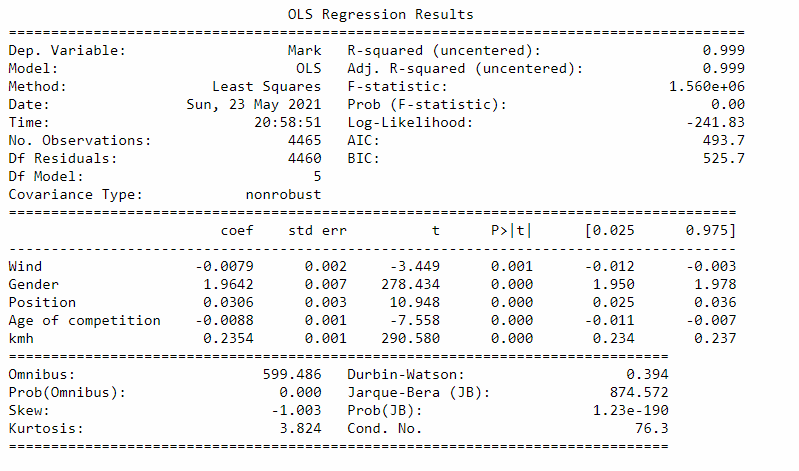 OLS Regression Results
==============================================================================
Dep. Variable: Mark R-squared (uncentered): 0.999
Model: OLS Adj. R-squared (uncentered): 0.999
Method: Least Squares F-statistic: 1.560e+06
Date: Sun, 23 May 2021 Prob (F-statistic): 0.00
Time: 20:58:51 Log-Likelihood: -241.83
No. Observations: 4465 AIC: 493.7
Df Residuals: 4460 BIC: 525.7
Df Model: 5
Covariance Type: nonrobust
==============================================================================
coef std err t P>|t| [0.025 0.975]
------------------------------------------------------------------------------
Wind -0.0079 0.002 -3.449 0.001 -0.012 -0.003
Gender 1.9642 0.007 278.434 0.000 1.950 1.978
Position 0.0306 0.003 10.948 0.000 0.025 0.036
Age of competition -0.0088 0.001 -7.558 0.000 -0.011 -0.007
kmh 0.2354 0.001 290.580 0.000 0.234 0.237
==============================================================================
Omnibus: 599.486 Durbin-Watson: 0.394
Prob(Omnibus): 0.000 Jarque-Bera (JB): 874.572
Skew: -1.003 Prob(JB): 1.23e-190
Kurtosis: 3.824 Cond. No. 76.3
==============================================================================